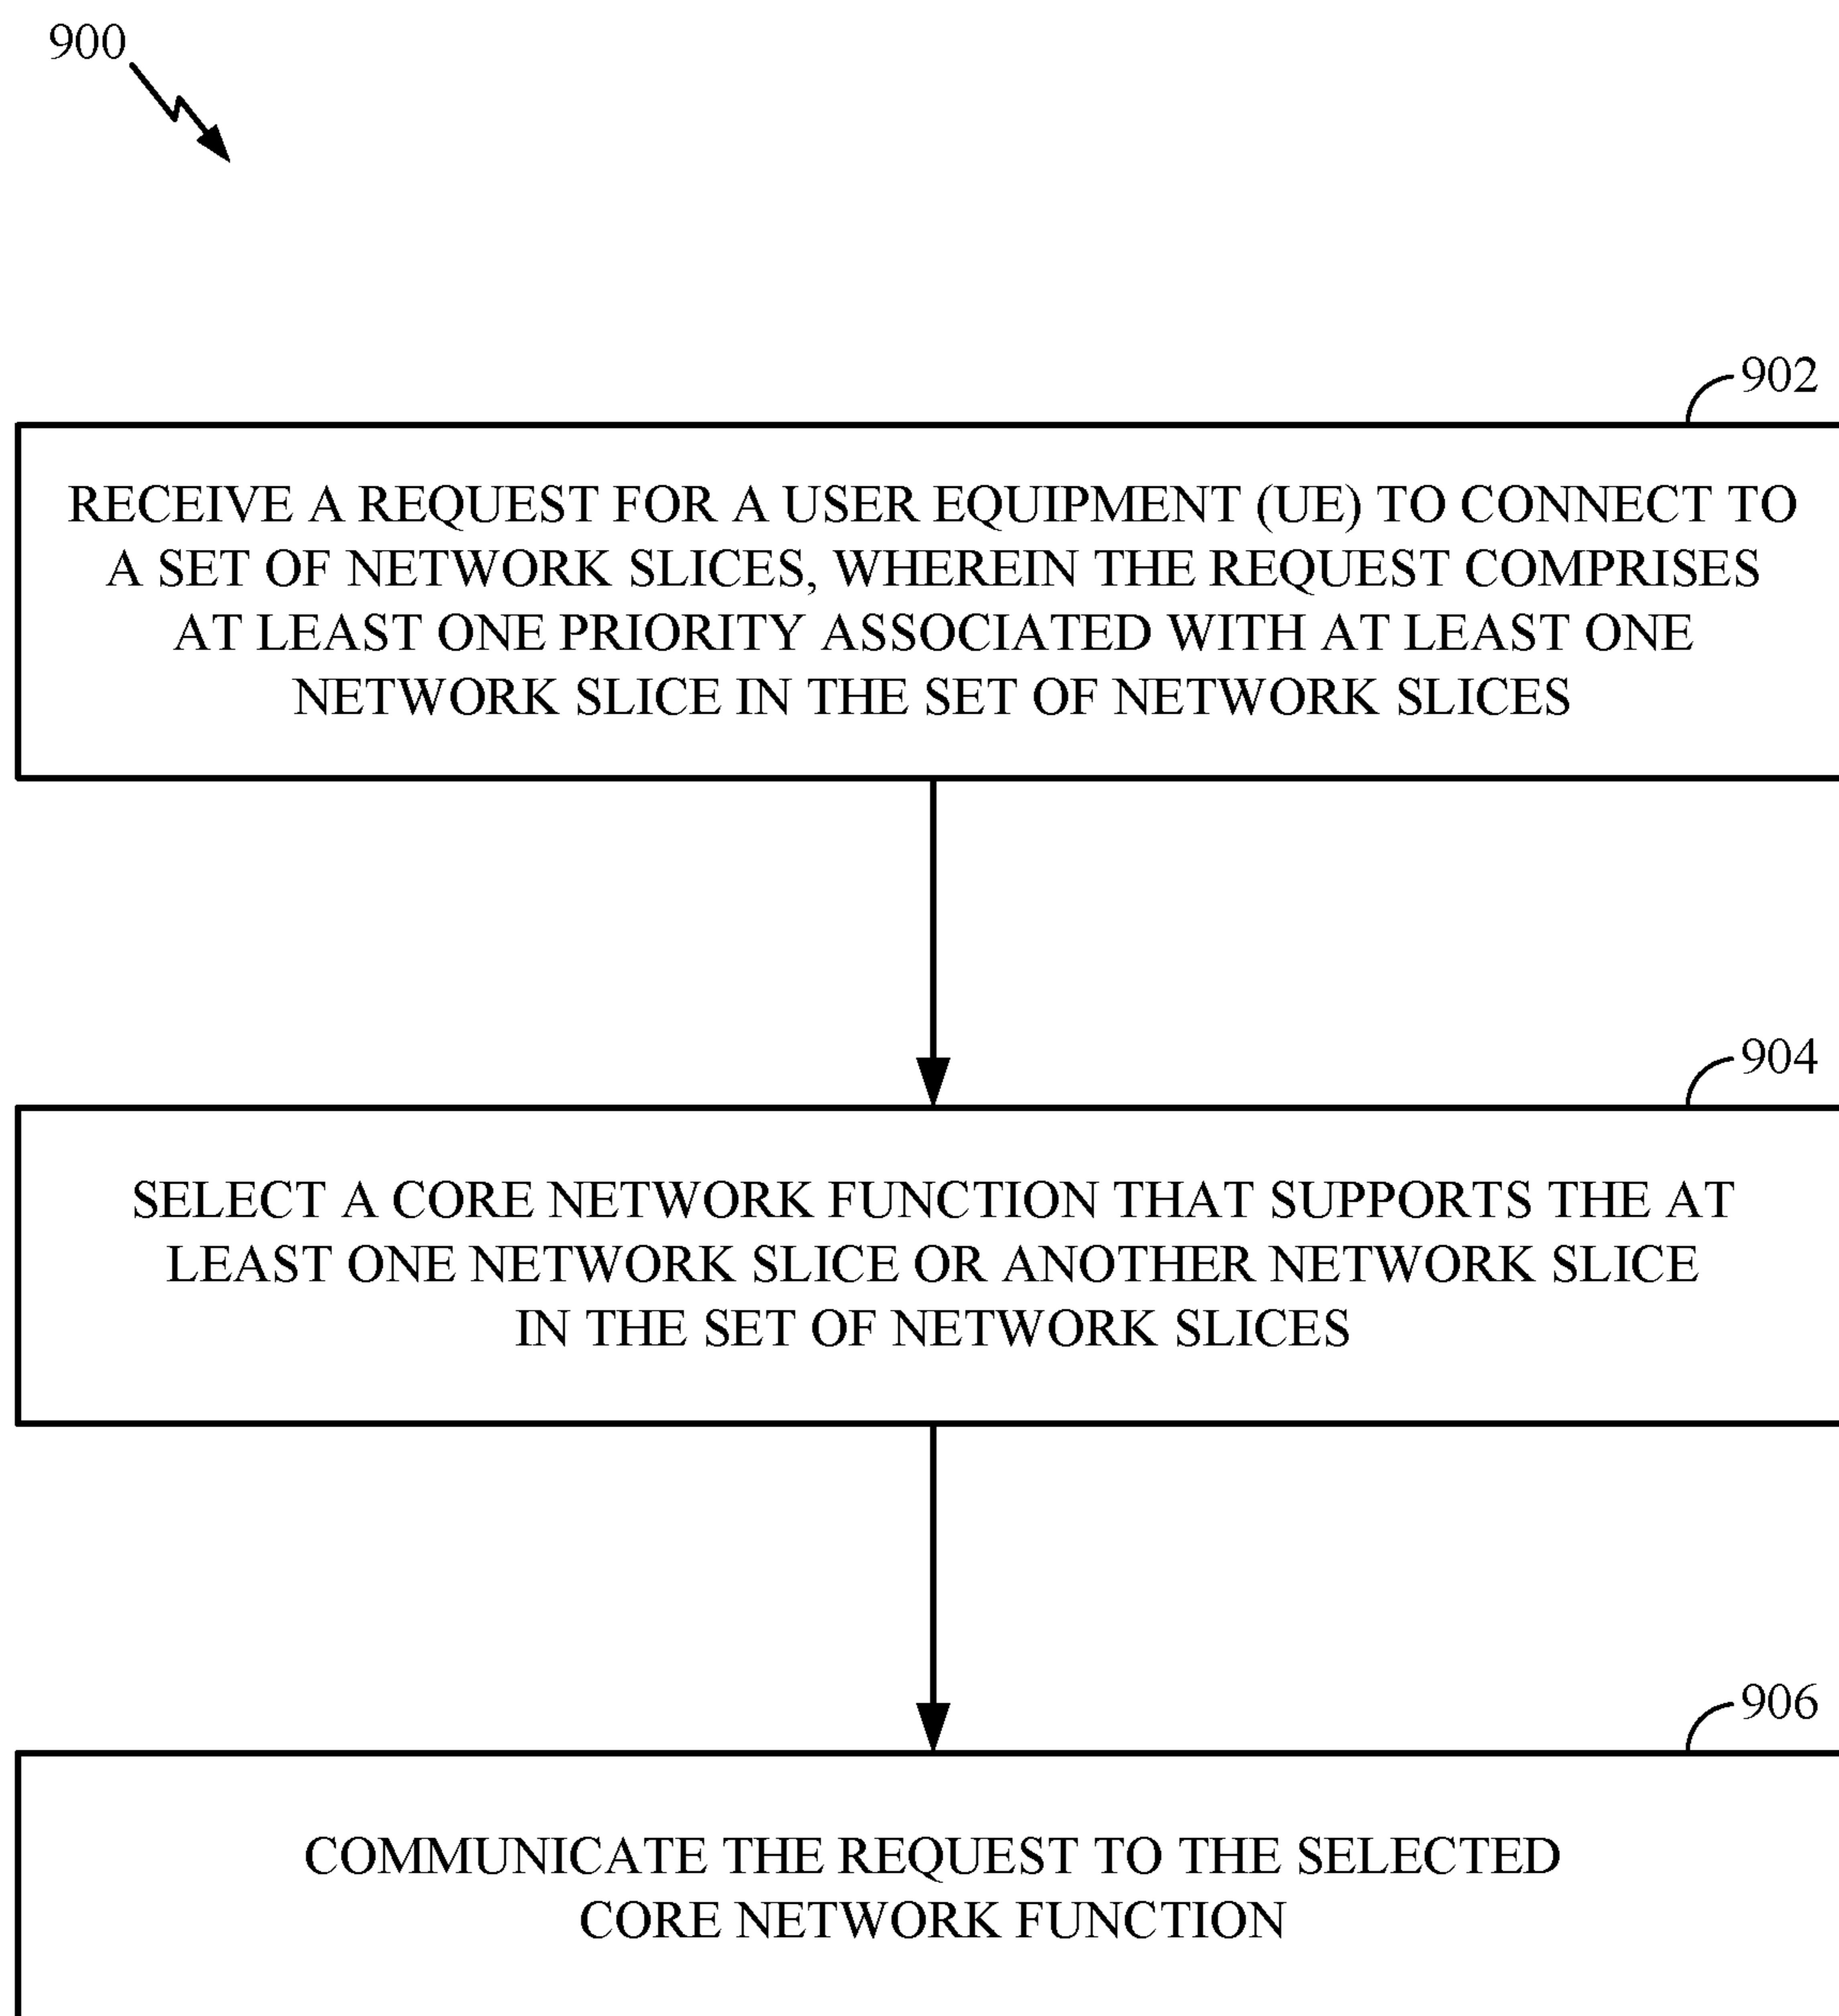 900
902
RECEIVE A REQUEST FOR A USER EQUIPMENT (UE) TO CONNECT TO
A SET OF NETWORK SLICES, WHEREIN THE REQUEST COMPRISES
AT LEAST ONE PRIORITY ASSOCIATED WITH AT LEAST ONE
NETWORK SLICE IN THE SET OF NETWORK SLICES
904
SELECT A CORE NETWORK FUNCTION THAT SUPPORTS THE AT
LEAST ONE NETWORK SLICE OR ANOTHER NETWORK SLICE
IN THE SET OF NETWORK SLICES
906
COMMUNICATE THE REQUEST TO THE SELECTED
CORE NETWORK FUNCTION